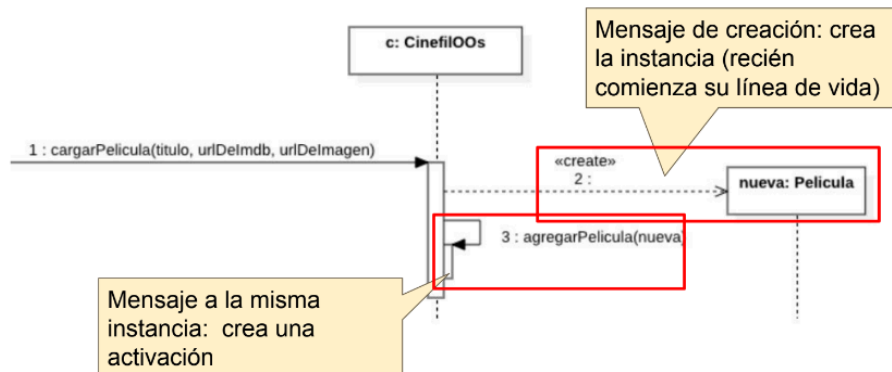 Mensaje de creación: crea
la instancia (recién
comienza su línea de vida)
c: CinefilOOs
1 : cargarPelicula(titulo, urlDeImdb, urlDeImagen)
«create»
2 :
nueva: Pelicula
3 : agregarPelicula(nueva)
Mensaje a la misma
instancia: crea una
activación